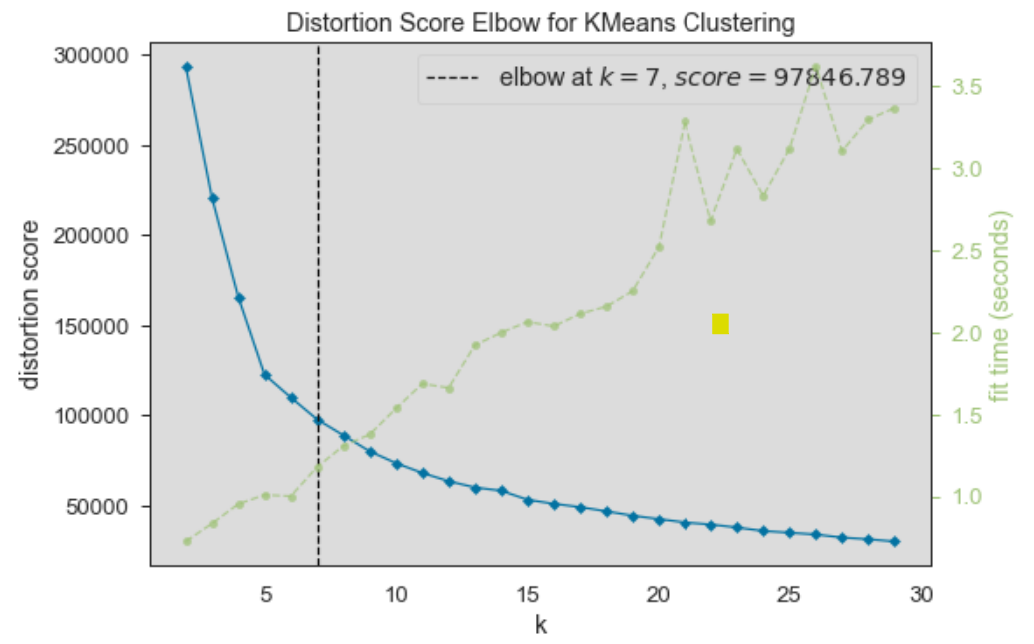 Distortion Score Elbow for KMeans Clustering
elbow at k = 7, score = 97846.789
300000
250000
200000
150000
100000
50000
distortion score
3.5
3.0
2.5
2.0
1.5
1.0
fit time (seconds)
5 10 15 20 25 30
k